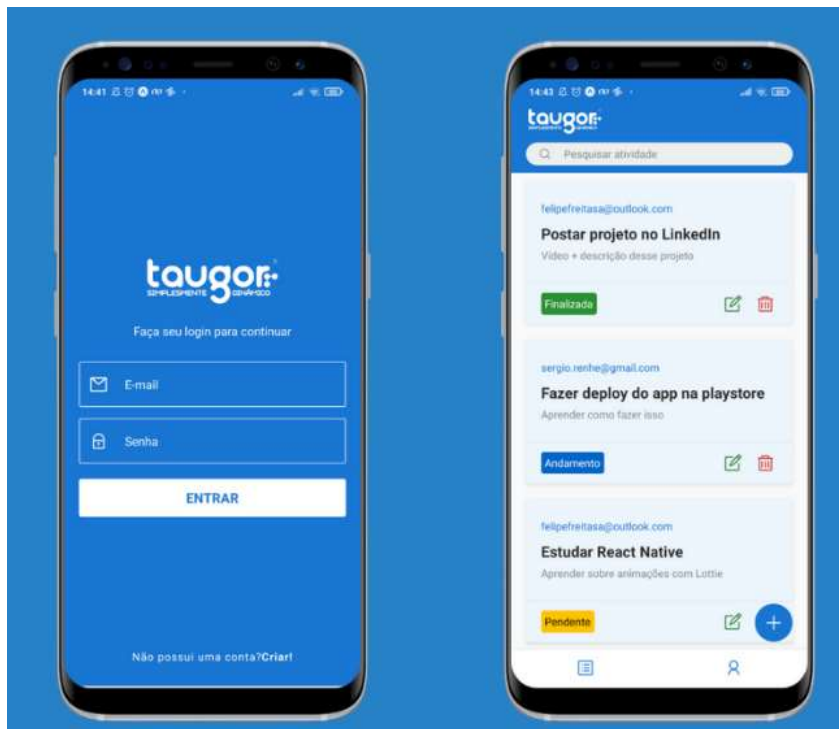 14:41
taugor
SIMPLESMENTE DINÂMICO
Faça seu login para continuar
E-mail
Senha
ENTRAR
Não possui uma conta?Criar!
14:43
taugor
SIMPLESMENTE DINÂMICO
Pesquisar atividade
felipefreitasa@outlook.com
Postar projeto no LinkedIn
Vídeo + descrição desse projeto
Finalizada
sergio.renhe@gmail.com
Fazer deploy do app na playstore
Aprender como fazer isso
Andamento
felipefreitasa@outlook.com
Estudar React Native
Aprender sobre animações com Lottie
Pendente